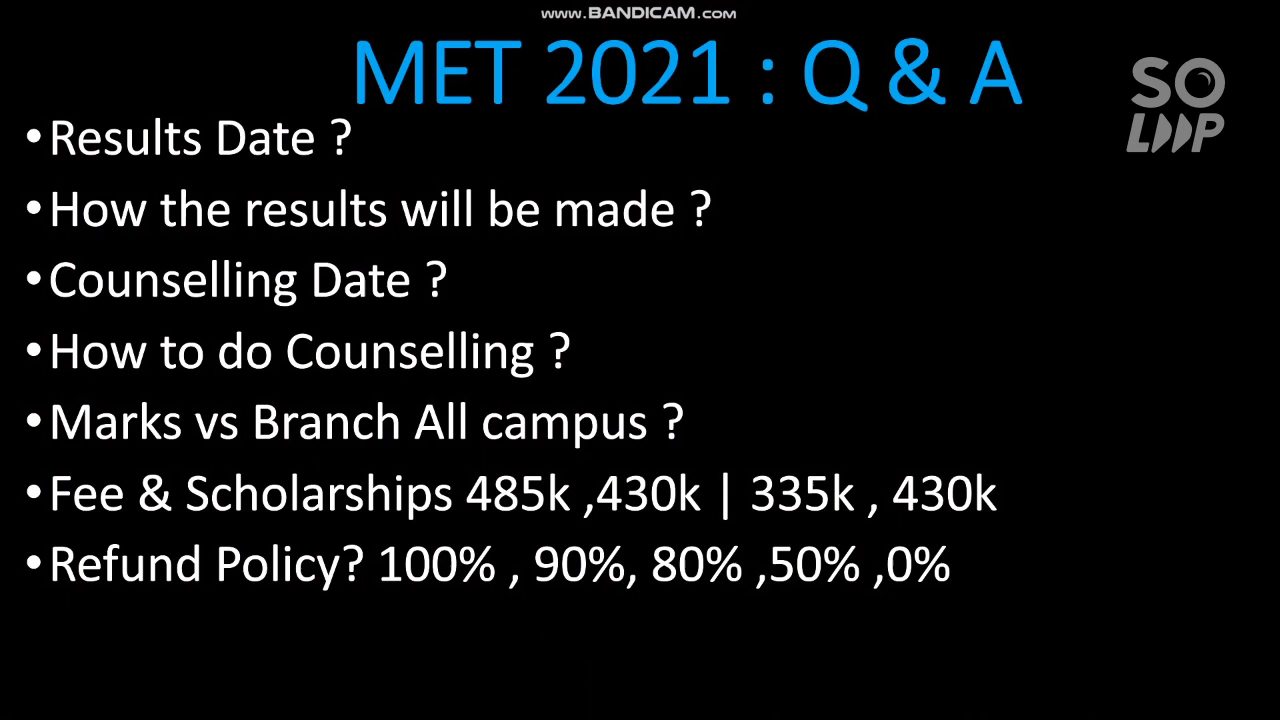 www.BANDICAM.com
MET 2021 : Q & A
SO
LOOP
•Results Date ?
•How the results will be made ?
•Counselling Date ?
•How to do Counselling ?
•Marks vs Branch All campus ?
•Fee & Scholarships 485k ,430k | 335k , 430k
•Refund Policy? 100% , 90%, 80% ,50% ,0%